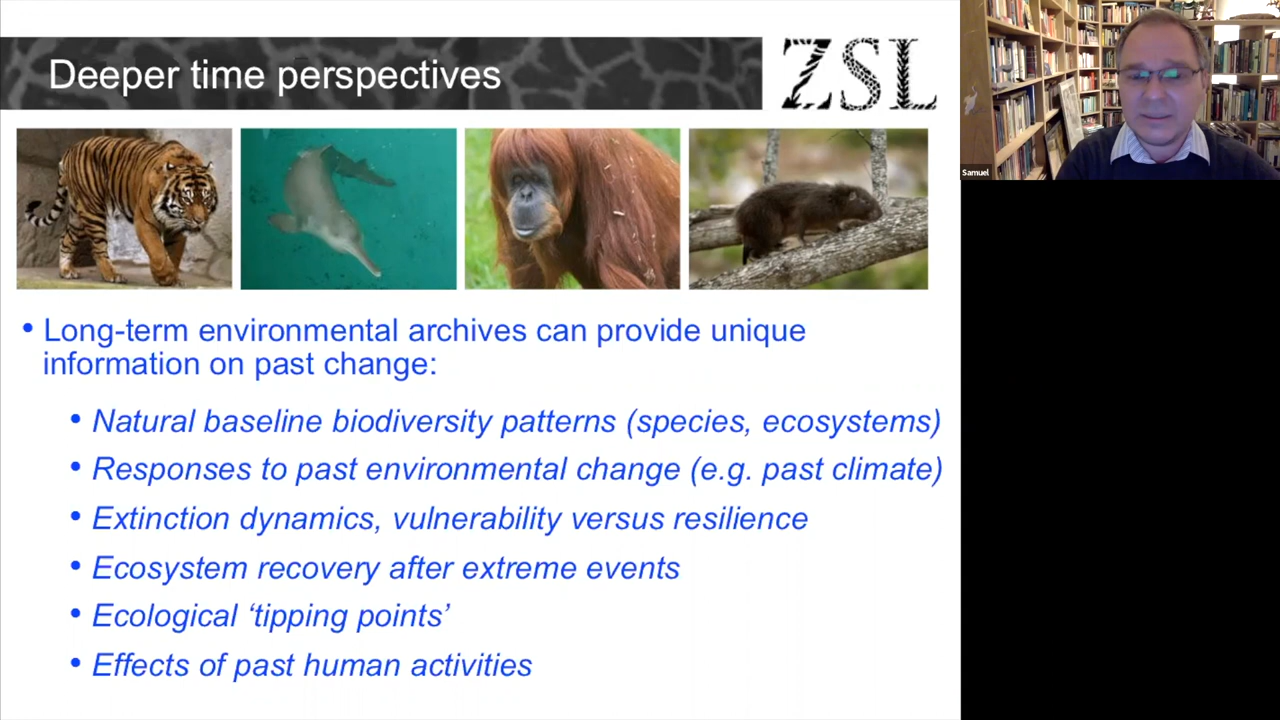 Deeper time perspectives
ZSL
Samuel
• Long-term environmental archives can provide unique
information on past change:
• Natural baseline biodiversity patterns (species, ecosystems)
• Responses to past environmental change (e.g. past climate)
• Extinction dynamics, vulnerability versus resilience
• Ecosystem recovery after extreme events
• Ecological ‘tipping points’
• Effects of past human activities